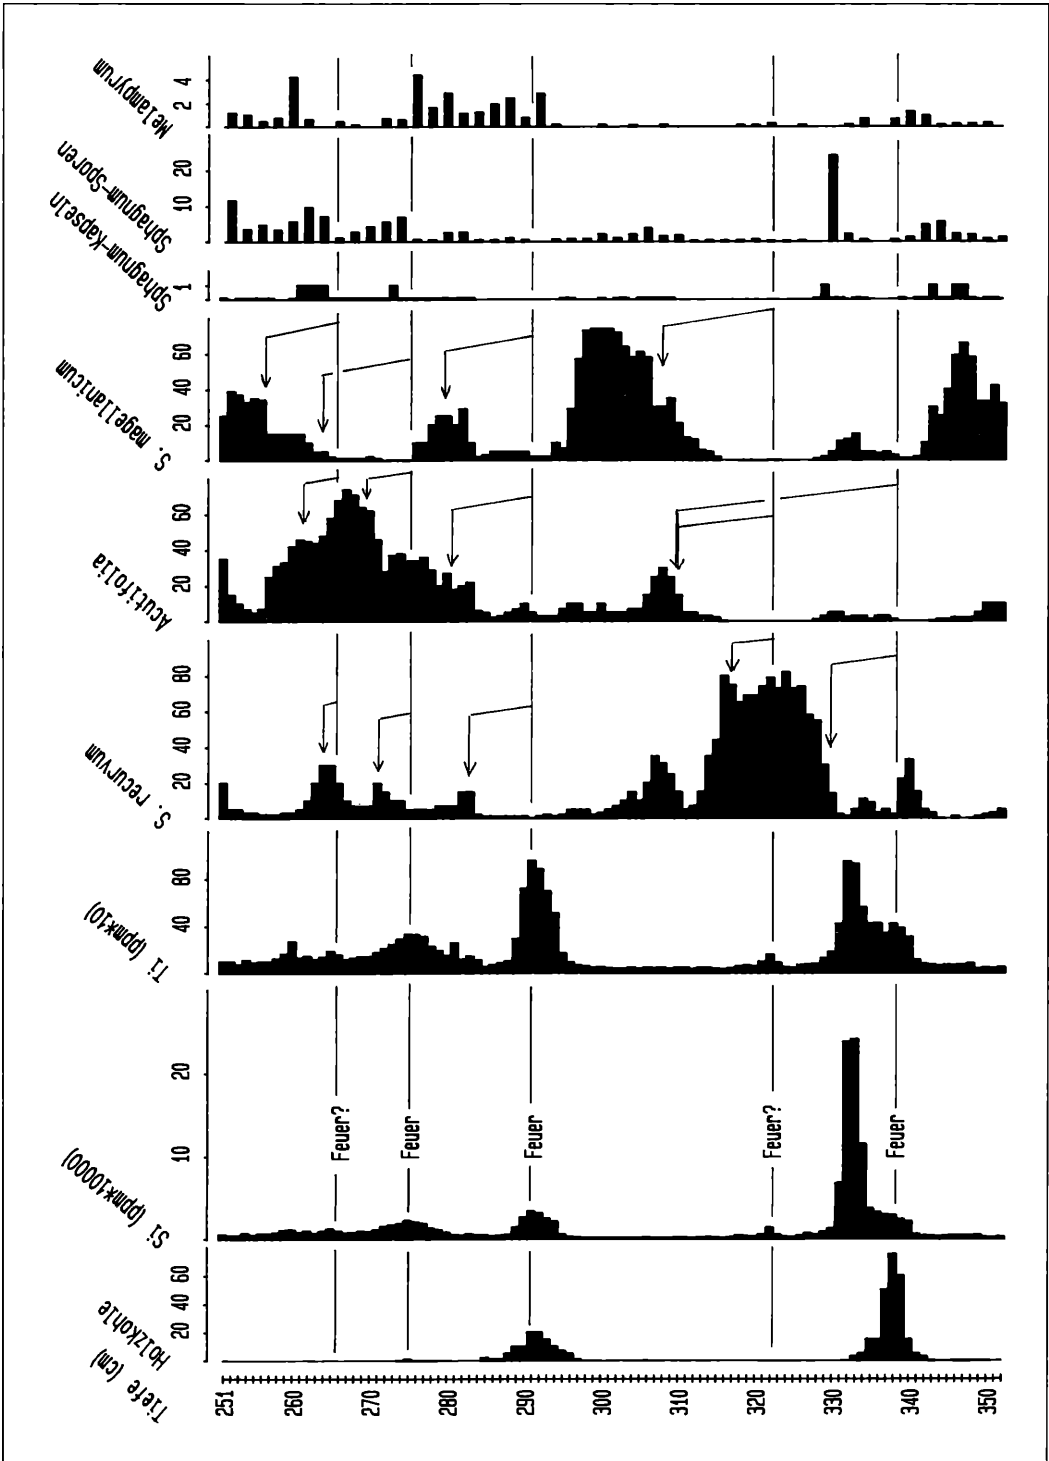 Melampyrum
2 4
Sphagnum-Sporen
10 20
Sphagnum-Kapseln
1
S. magellanicum
20 40 60
Acutifolia
20 40 60
S. recurvum
20 40 60 80
Ti (ppm*10)
40 80
Si (ppm*10000)
10 20
Feuer? Feuer Feuer Feuer? Feuer
Holzkohle
20 40 60
Tiefe (cm)
251 260 270 280 290 300 310 320 330 340 350